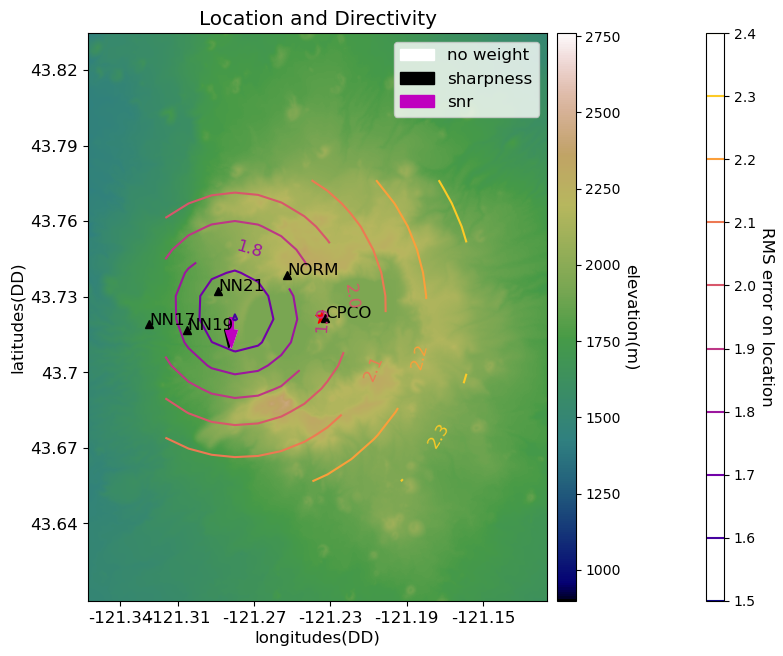 Location and Directivity
no weight
sharpness
snr
43.82
43.79
43.76
43.73
43.7
43.67
43.64
latitudes(DD)
-121.34
-121.31
-121.27
-121.23
-121.19
-121.15
longitudes(DD)
NORM
NN21
NN17
NN19
CPCO
1.8
2.0
2.1
2.2
2.3
2750
2500
2250
2000
1750
1500
1250
1000
elevation(m)
2.4
2.3
2.2
2.1
2.0
1.9
1.8
1.7
1.6
1.5
RMS error on location